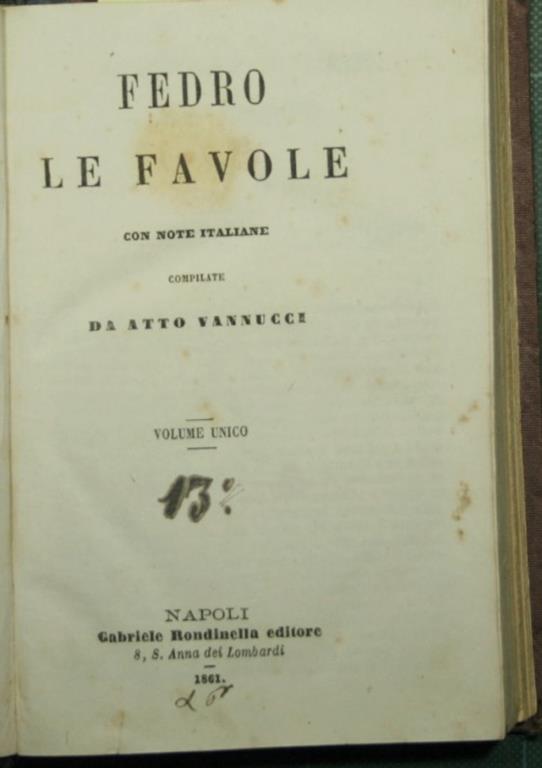 FEDRO
LE FAVOLE
CON NOTE ITALIANE
COMPILATE
DA ATTO VANNUCCI
VOLUME UNICO
13
NAPOLI
Gabriele Rondinella editore
8, S. Anna dei Lombardi
1861.